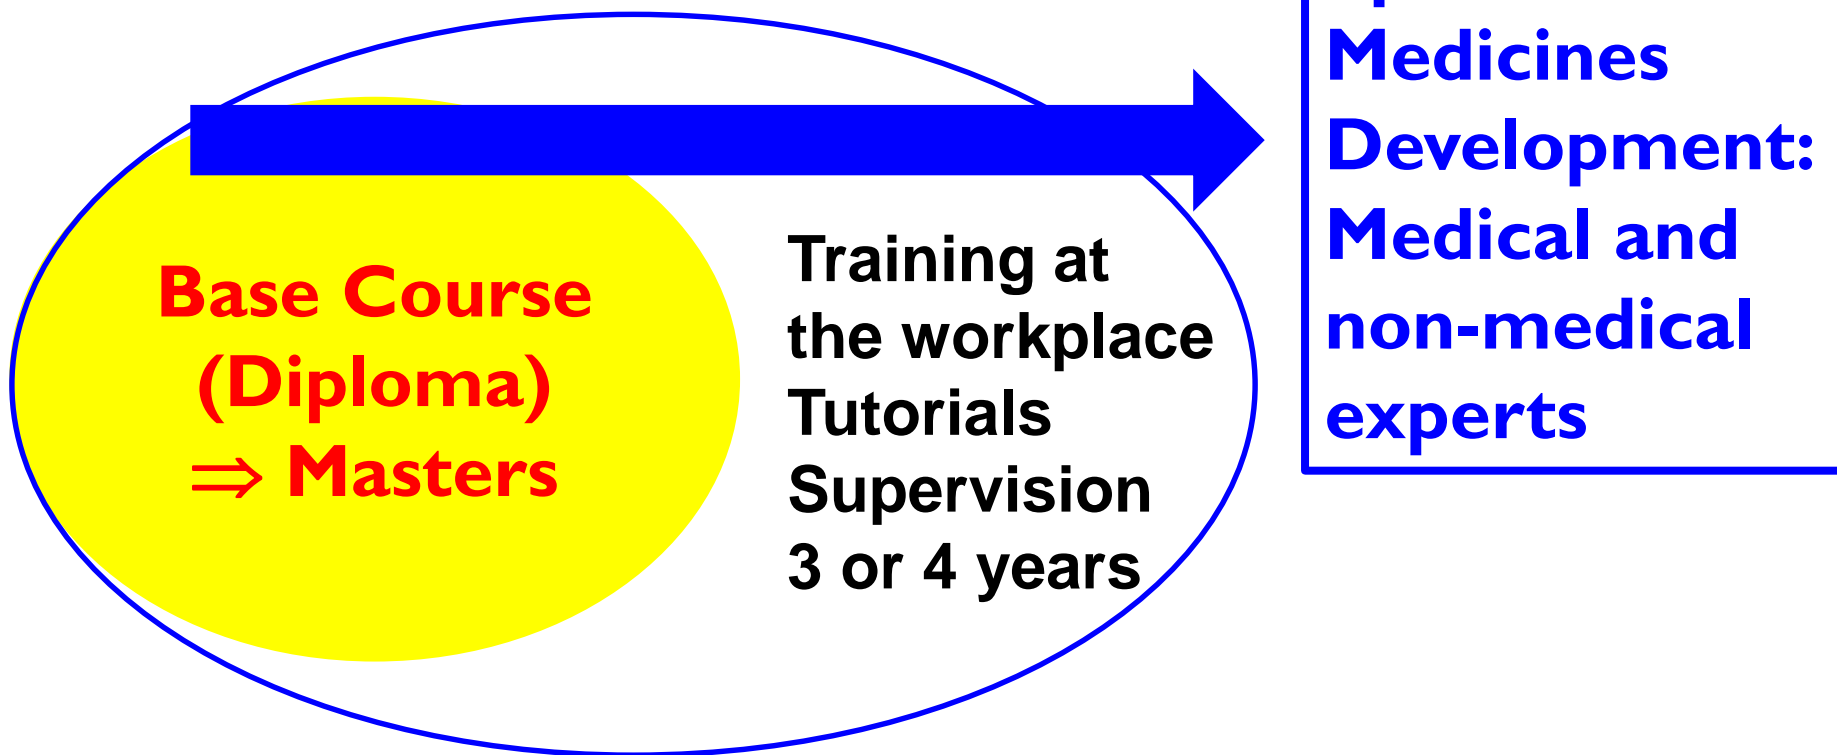 Base Course
(Diploma)
⇒ Masters
Training at
the workplace
Tutorials
Supervision
3 or 4 years
Medicines
Development:
Medical and
non-medical
experts